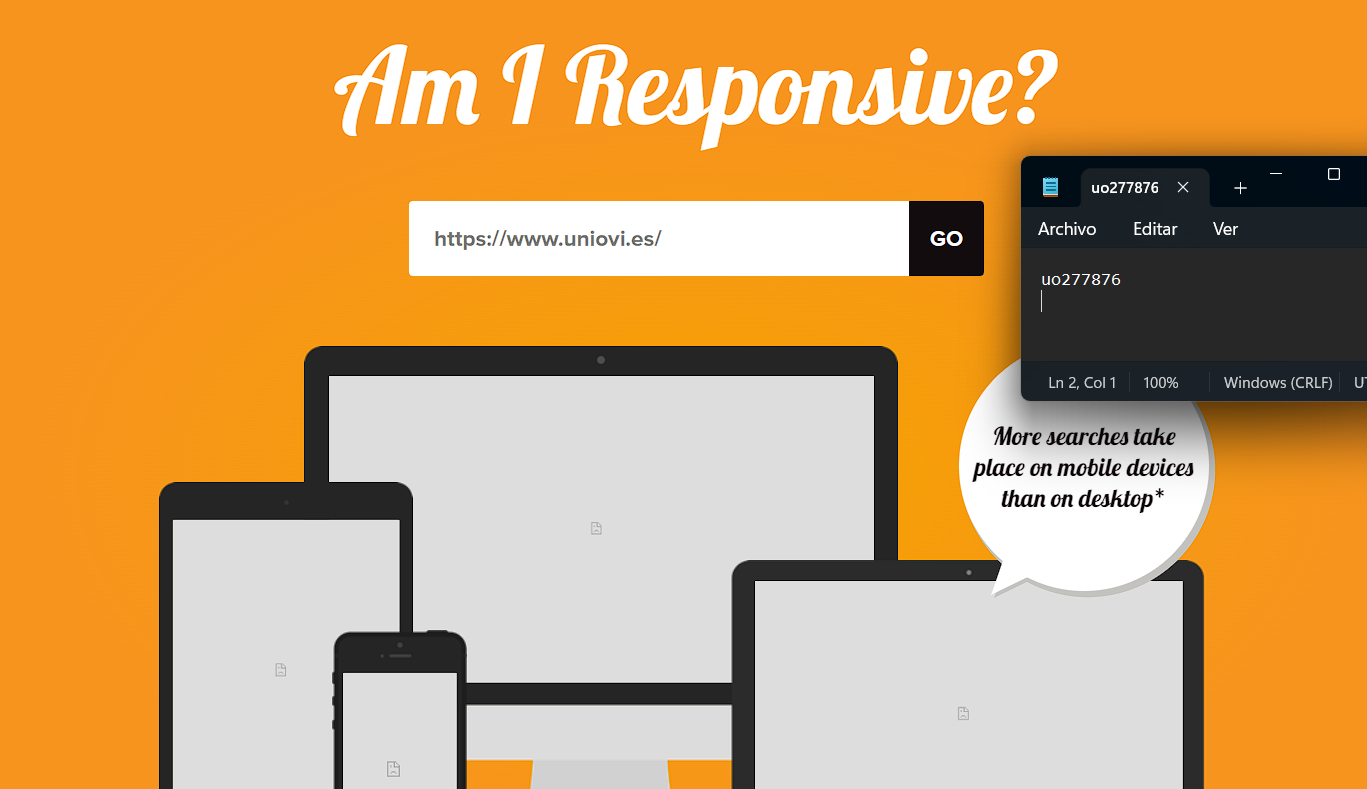 Am I Responsive?
https://www.uniovi.es/
GO
uo277876
Archivo Editar Ver
uo277876
Ln 2, Col 1 100% Windows (CRLF)
More searches take
place on mobile devices
than on desktop*